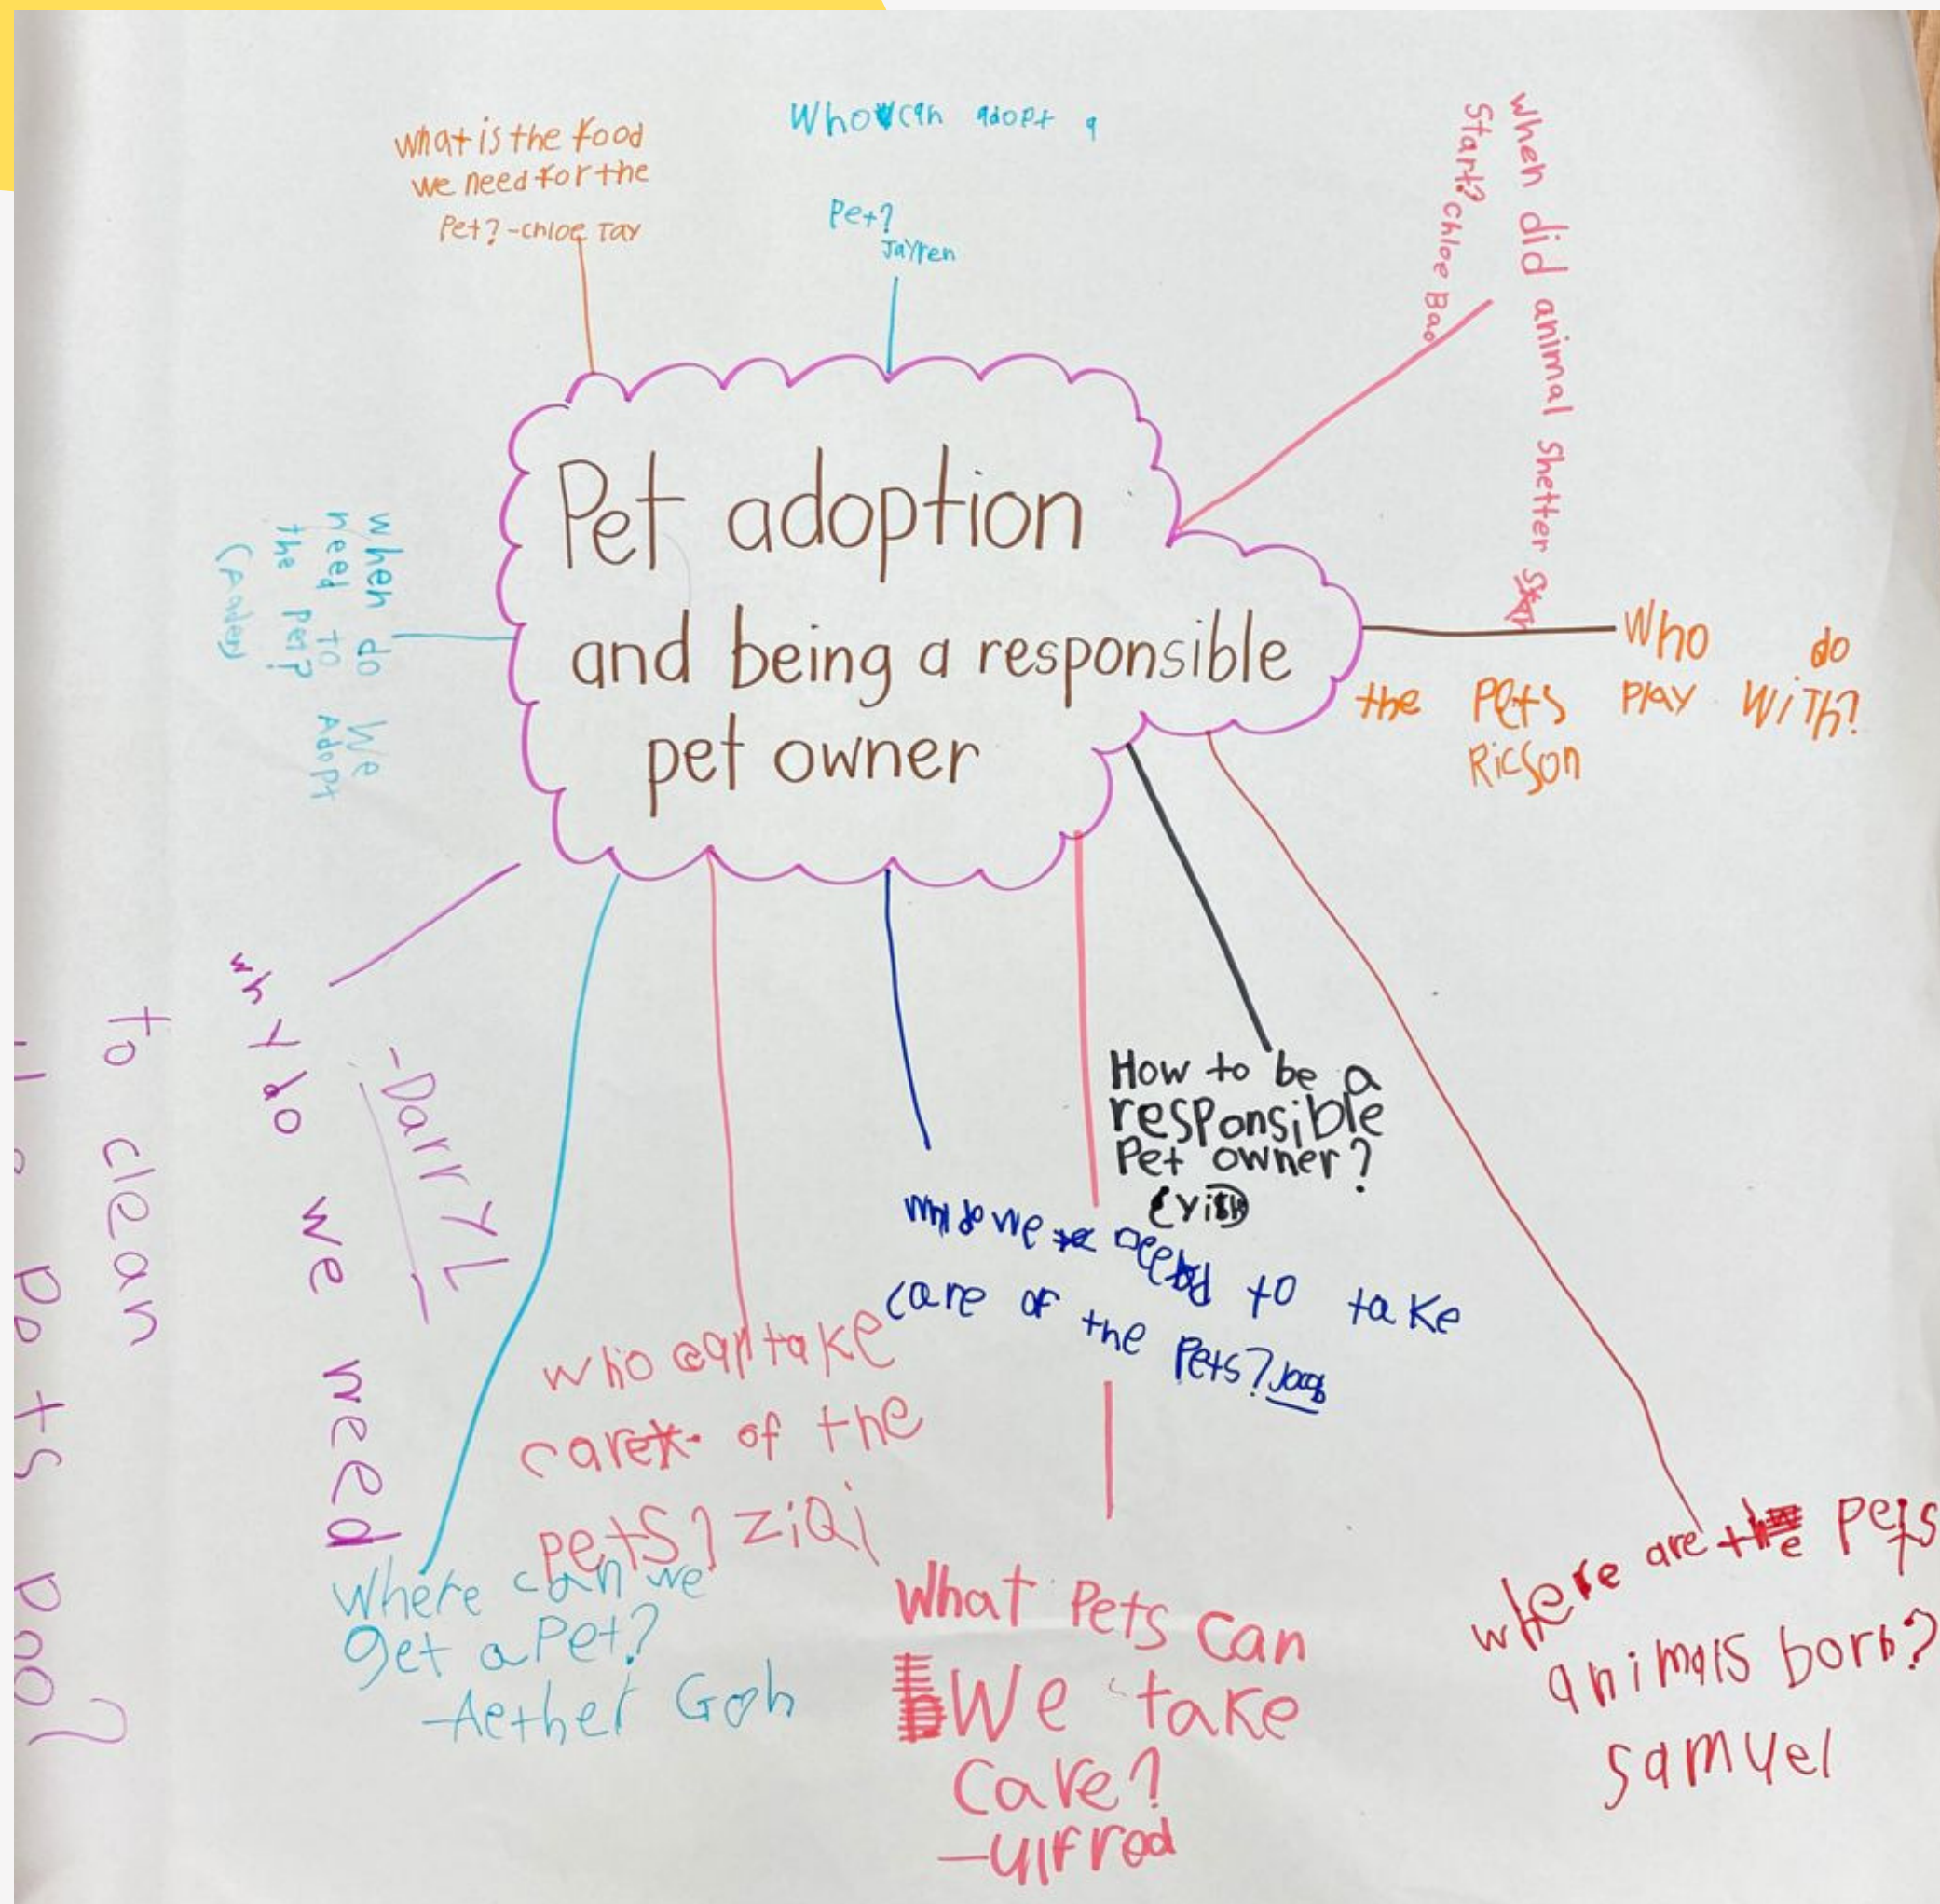 what is the food
we need for the
Pet? -chloe Tay
Who can adopt a
Pet?
Jayren
when did animal shetter
Start? Chloe Bao
Pet adoption
and being a responsible
pet owner
Who do
the Pets PlAY WiTh?
Ricson
when do We
need To Adopt
the pet?
why do we need
to clean
the pets poo?
-Darryl
How to be a
responsible
Pet owner?
why do we need to take
care of the Pets?
who can take
care of the
pets? ZiQi
where can we
get a Pet?
-Aether Goh
What Pets can
We take
Care?
-Ulfred
where are the pets
animals born?
samuel